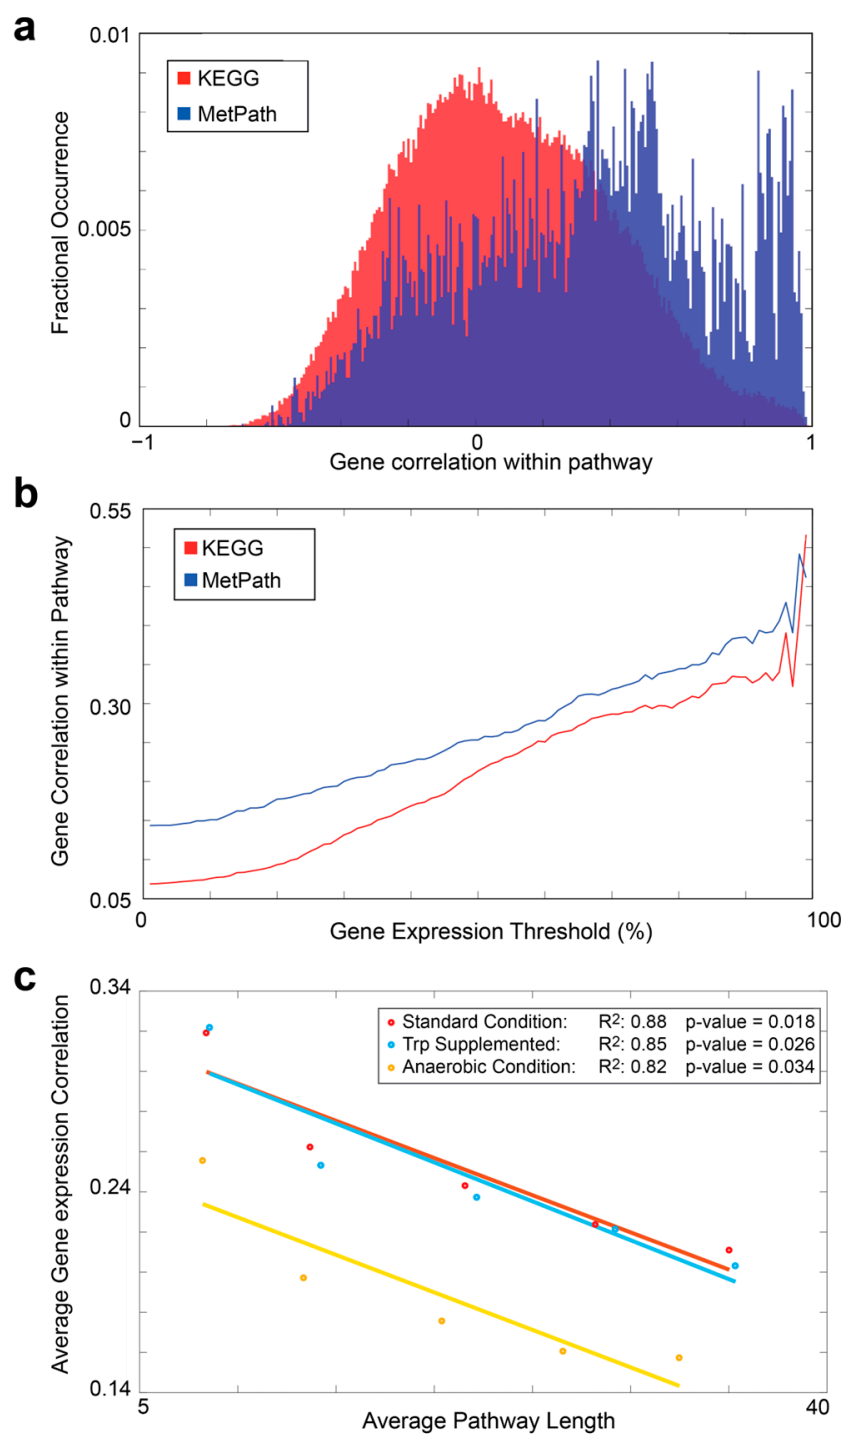 a
0.01
KEGG
MetPath
Fractional Occurrence
0.005
0
−1
0
1
Gene correlation within pathway
b
0.55
KEGG
MetPath
Gene Correlation within Pathway
0.30
0.05
0
100
Gene Expression Threshold (%)
c
0.34
Standard Condition: R²: 0.88 p-value = 0.018
Trp Supplemented: R²: 0.85 p-value = 0.026
Anaerobic Condition: R²: 0.82 p-value = 0.034
Average Gene expression Correlation
0.24
0.14
5
40
Average Pathway Length